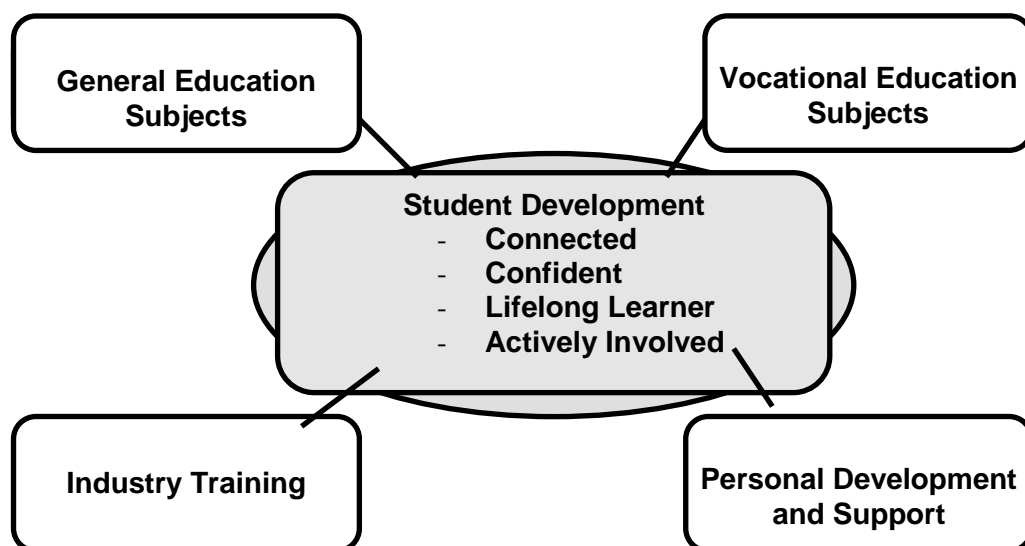 General Education
Subjects
Vocational Education
Subjects
Student Development
- Connected
- Confident
- Lifelong Learner
- Actively Involved
Industry Training
Personal Development
and Support